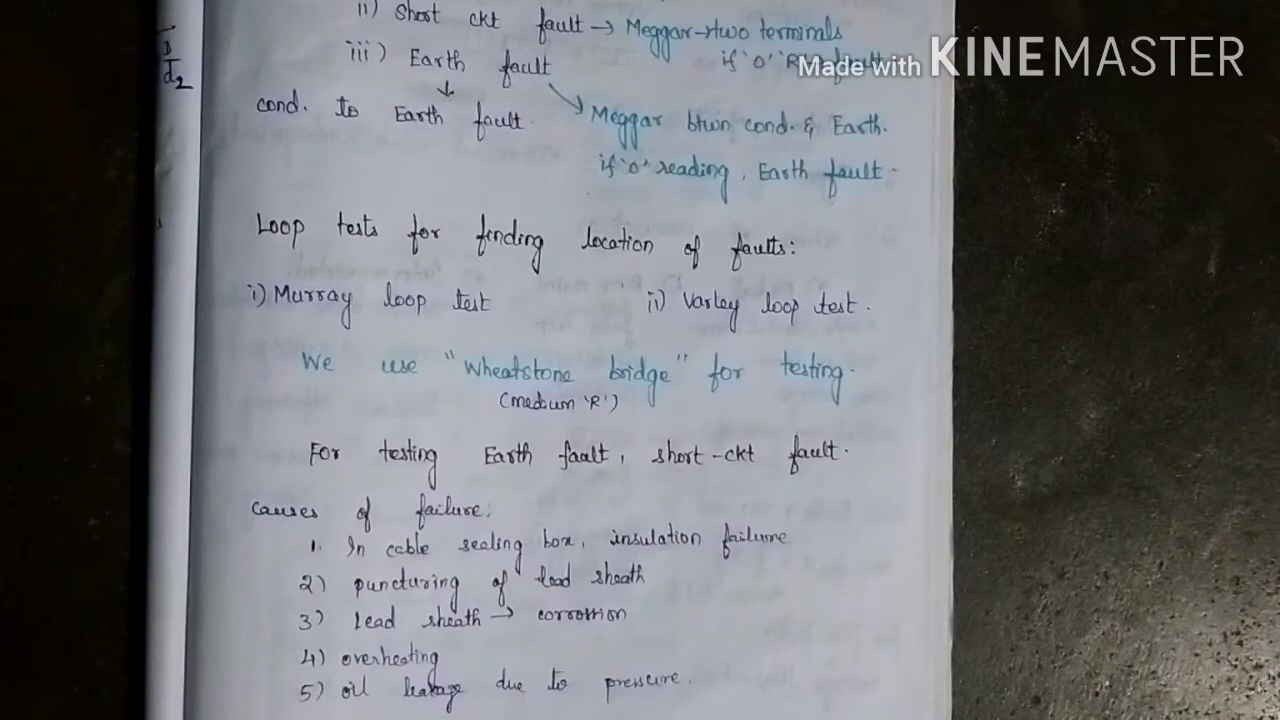 ii) Short ckt fault → Meggar→two terminals
if '0' 'R'
Made with KINEMASTER
iii) Earth fault
d2
cond. to Earth fault.
Meggar btwn cond. & Earth.
if '0' reading, Earth fault.
Loop tests for finding location of faults:
i) Murray loop test ii) Varley loop test.
We use "Wheatstone bridge" for testing.
(medium 'R')
For testing Earth fault, short-ckt fault.
Causes of failure:
1. In cable sealing box, insulation failure
2) puncturing of lead sheath
3) Lead sheath → corrossion
4) overheating
5) oil leakage due to pressure.